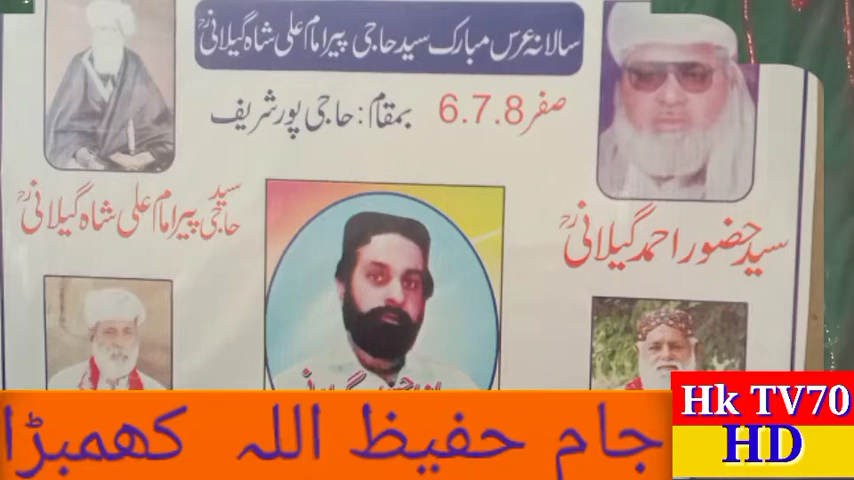 سالانہ عرس مبارک سید حاجی پیر امام علی شاہ گیلانیؒ
صفر 6.7.8 بمقام: حاجی پور شریف
سید حاجی پیر امام علی شاہ گیلانیؒ
سید حضور احمد گیلانیؒ
گیلانی
جام حفیظ اللہ کھمبڑا
Hk TV70
HD